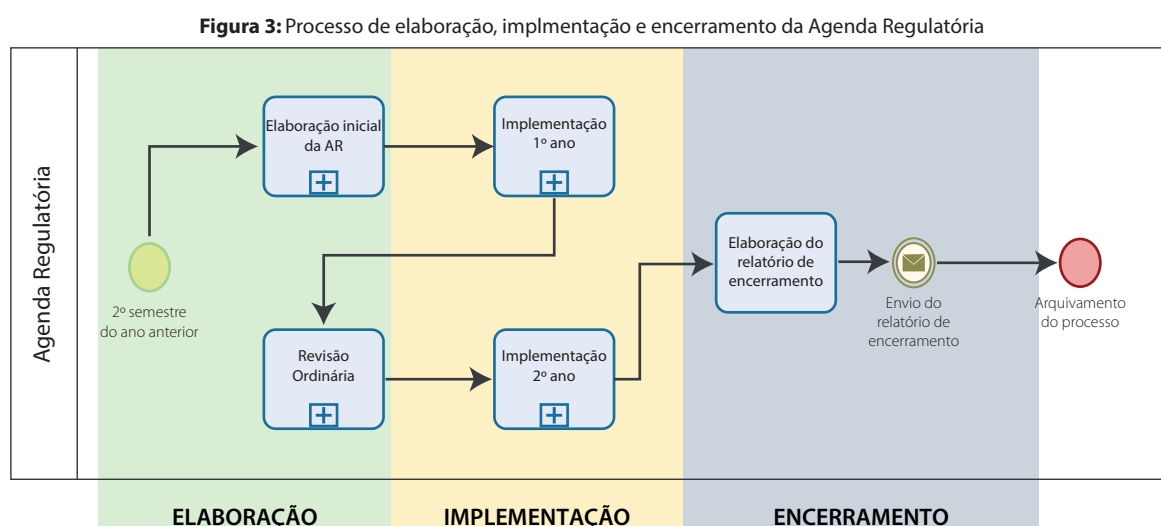 Figura 3: Processo de elaboração, implmentação e encerramento da Agenda Regulatória
Agenda Regulatória
2º semestre
do ano anterior
Elaboração inicial
da AR
Implementação
1º ano
Revisão
Ordinária
Implementação
2º ano
Elaboração do
relatório de
encerramento
Envio do
relatório de
encerramento
Arquivamento
do processo
ELABORAÇÃO
IMPLEMENTAÇÃO
ENCERRAMENTO